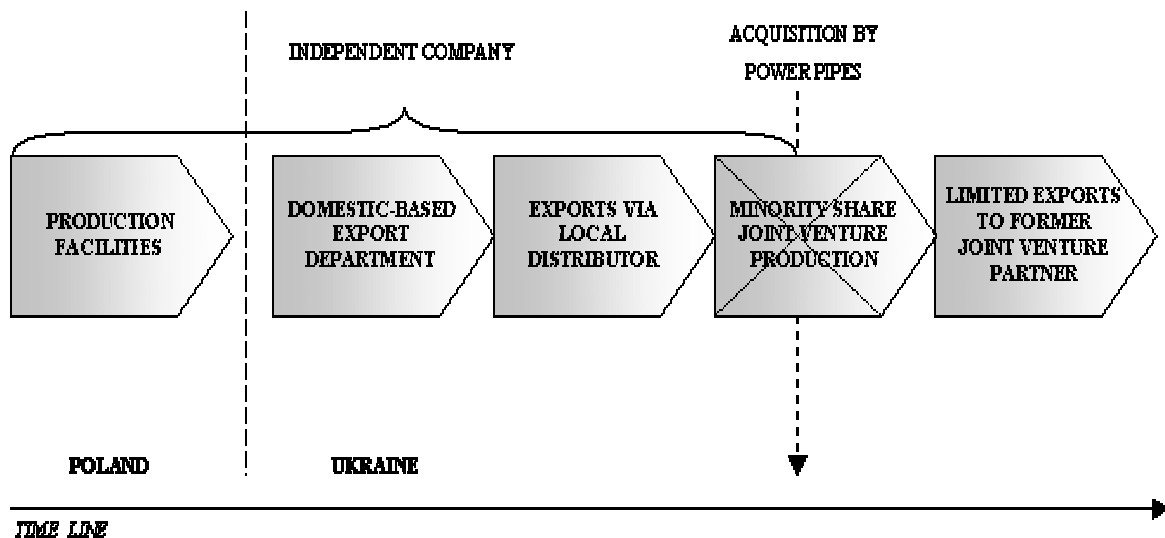 INDEPENDENT COMPANY
ACQUISITION BY
POWER PIPES
PRODUCTION
FACILITIES
DOMESTIC-BASED
EXPORT
DEPARTMENT
EXPORTS VIA
LOCAL
DISTRIBUTOR
MINORITY SHARE
JOINT VENTURE
PRODUCTION
LIMITED EXPORTS
TO FORMER
JOINT VENTURE
PARTNER
POLAND
UKRAINE
TIME LINE